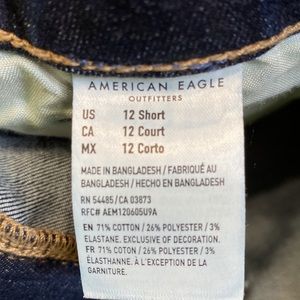 AMERICAN EAGLE
OUTFITTERS
US 12 Short
CA 12 Court
MX 12 Corto
MADE IN BANGLADESH / FABRIQUÉ AU
BANGLADESH / HECHO EN BANGLADESH
RN 54485/CA 03873
RFC# AEM120605U9A
EN 71% COTTON / 26% POLYESTER / 3%
ELASTANE. EXCLUSIVE OF DECORATION.
FR 71% COTON / 26% POLYESTER / 3%
ÉLASTHANNE. À L'EXCEPTION DE LA
GARNITURE.